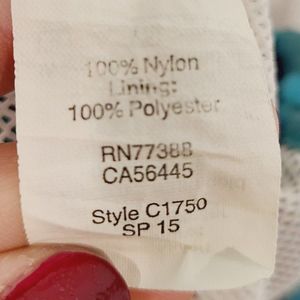 100% Nylon
Lining:
100% Polyester
RN77388
CA56445
Style C1750
SP 15